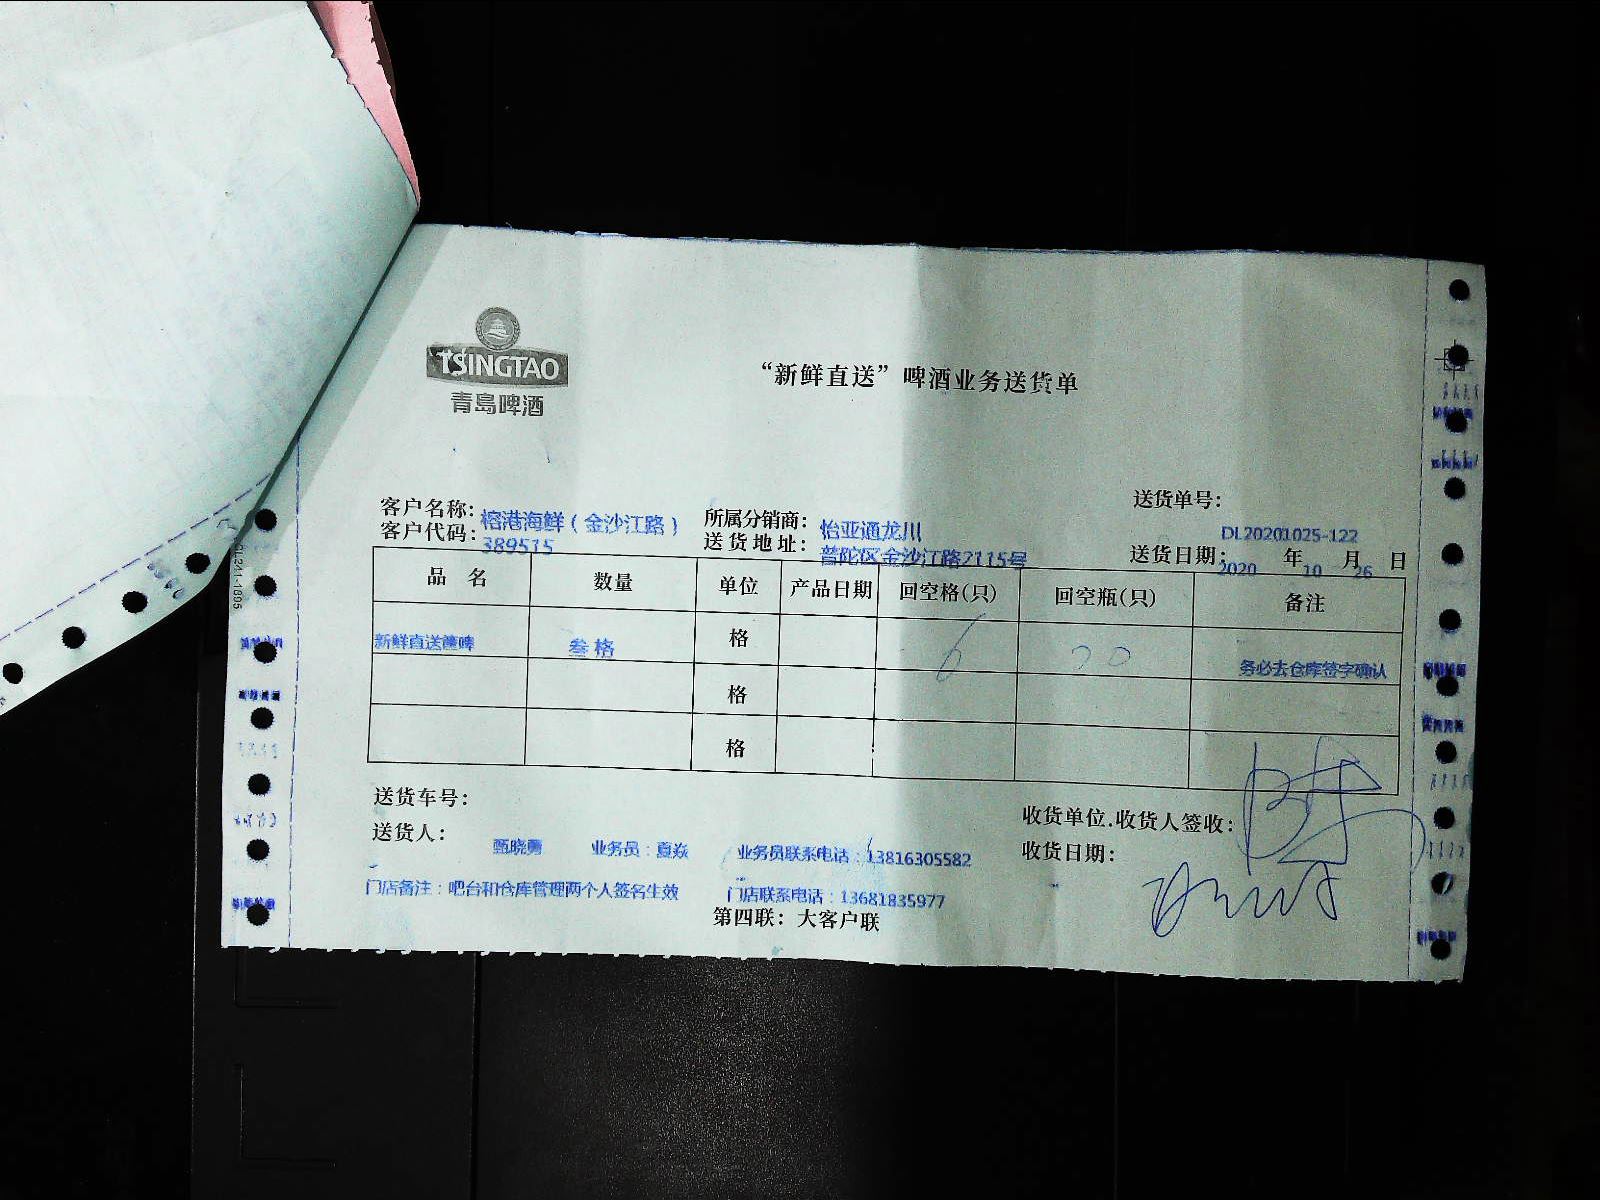 TSINGTAO
青岛啤酒
“新鲜直送”啤酒业务送货单
送货单号：
DL20201025-122
客户名称：榕港海鲜（金沙江路）
所属分销商：怡亚通龙川
客户代码：389515
送货地址：普陀区金沙江路2115号
送货日期：2020 年 10 月 26 日
品 名 数量 单位 产品日期 回空格(只) 回空瓶(只) 备注
新鲜直送 叁格 格 6 20 务必去仓库签字确认
格
格
送货车号：
收货单位.收货人签收：
送货人： 甄晓勇 业务员：夏焱 业务员联系电话：13816305582
收货日期：
门店备注：吧台和仓库管理两个人签名生效 门店联系电话：13681835977
第四联：大客户联
DL241-1895